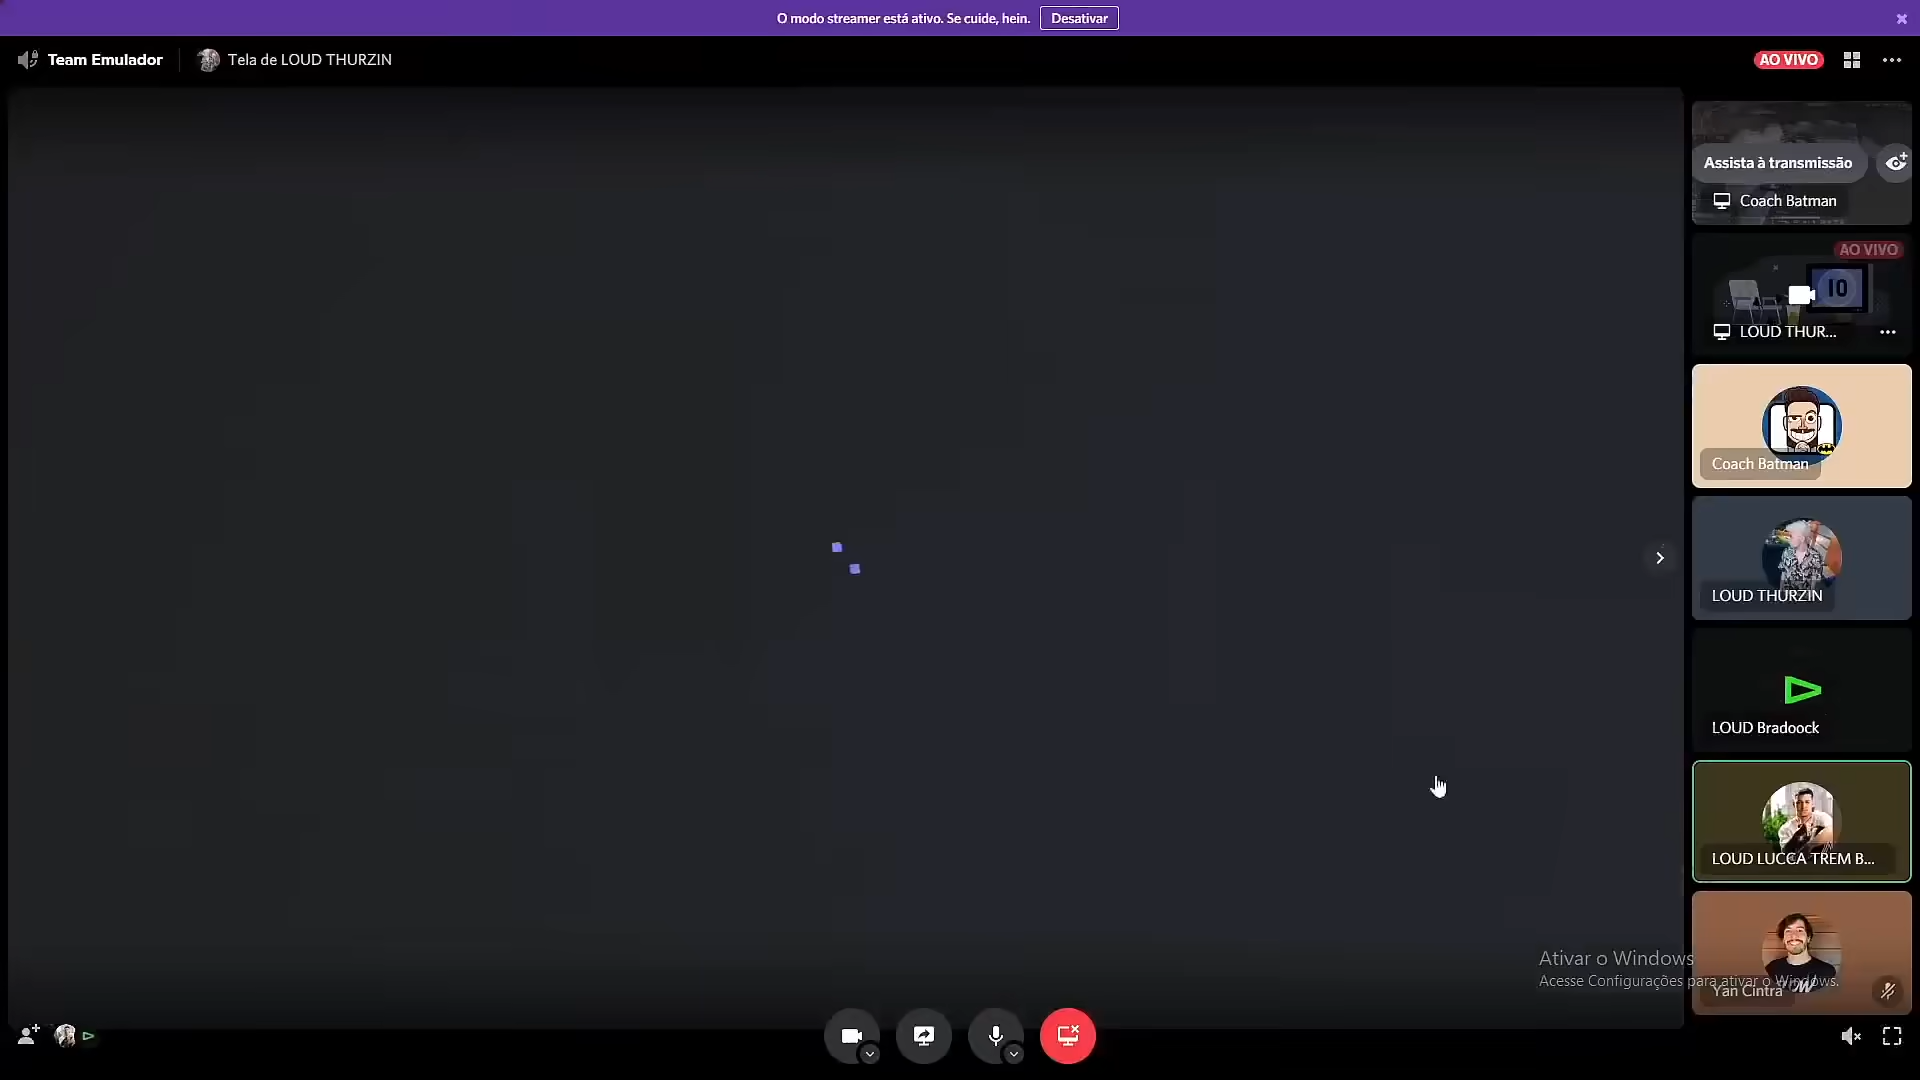 O modo streamer está ativo. Se cuide, hein.
Desativar
Team Emulador
Tela de LOUD THURZIN
AO VIVO
Assista à transmissão
Coach Batman
AO VIVO
10
LOUD THUR...
Coach Batman
LOUD THURZIN
LOUD Bradoock
LOUD LUCCA TREM B...
Ativar o Windows
Acesse Configurações para ativar o Windows.
Yan Cintra